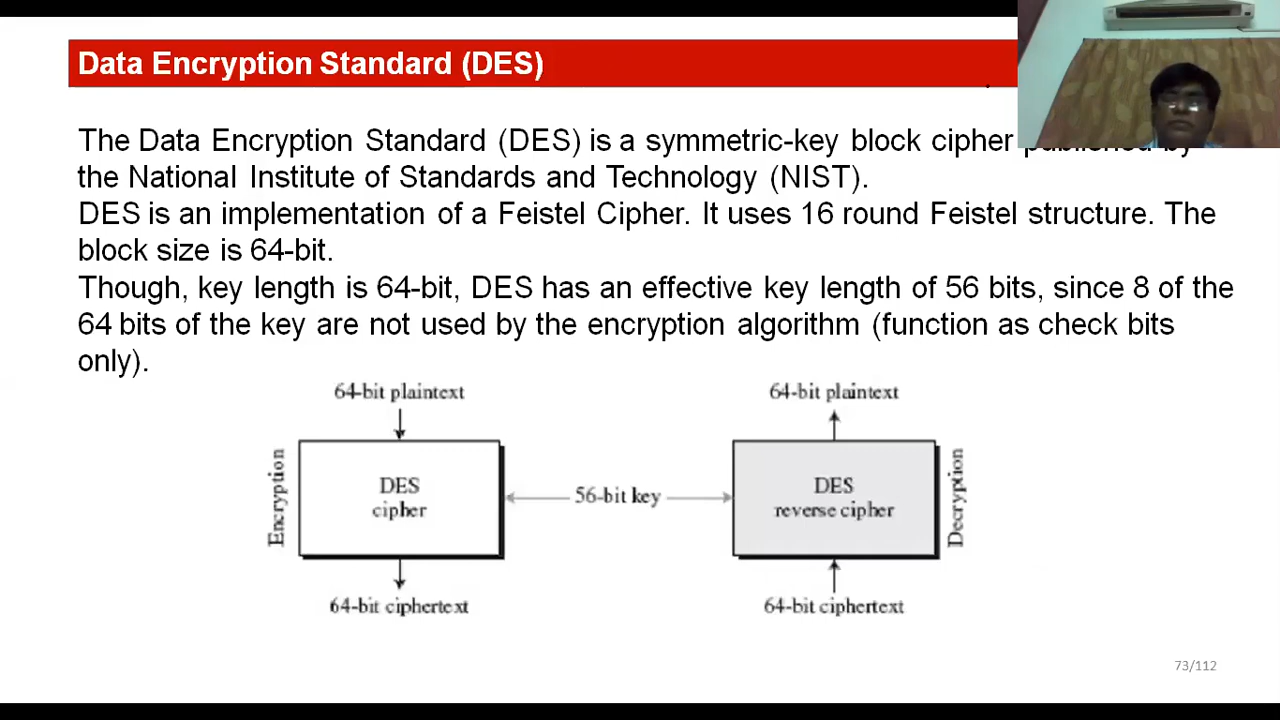 Data Encryption Standard (DES)
The Data Encryption Standard (DES) is a symmetric-key block cipher
the National Institute of Standards and Technology (NIST).
DES is an implementation of a Feistel Cipher. It uses 16 round Feistel structure. The
block size is 64-bit.
Though, key length is 64-bit, DES has an effective key length of 56 bits, since 8 of the
64 bits of the key are not used by the encryption algorithm (function as check bits
only).
64-bit plaintext
64-bit plaintext
Encryption
DES
cipher
56-bit key
DES
reverse cipher
Decryption
64-bit ciphertext
64-bit ciphertext
73/112